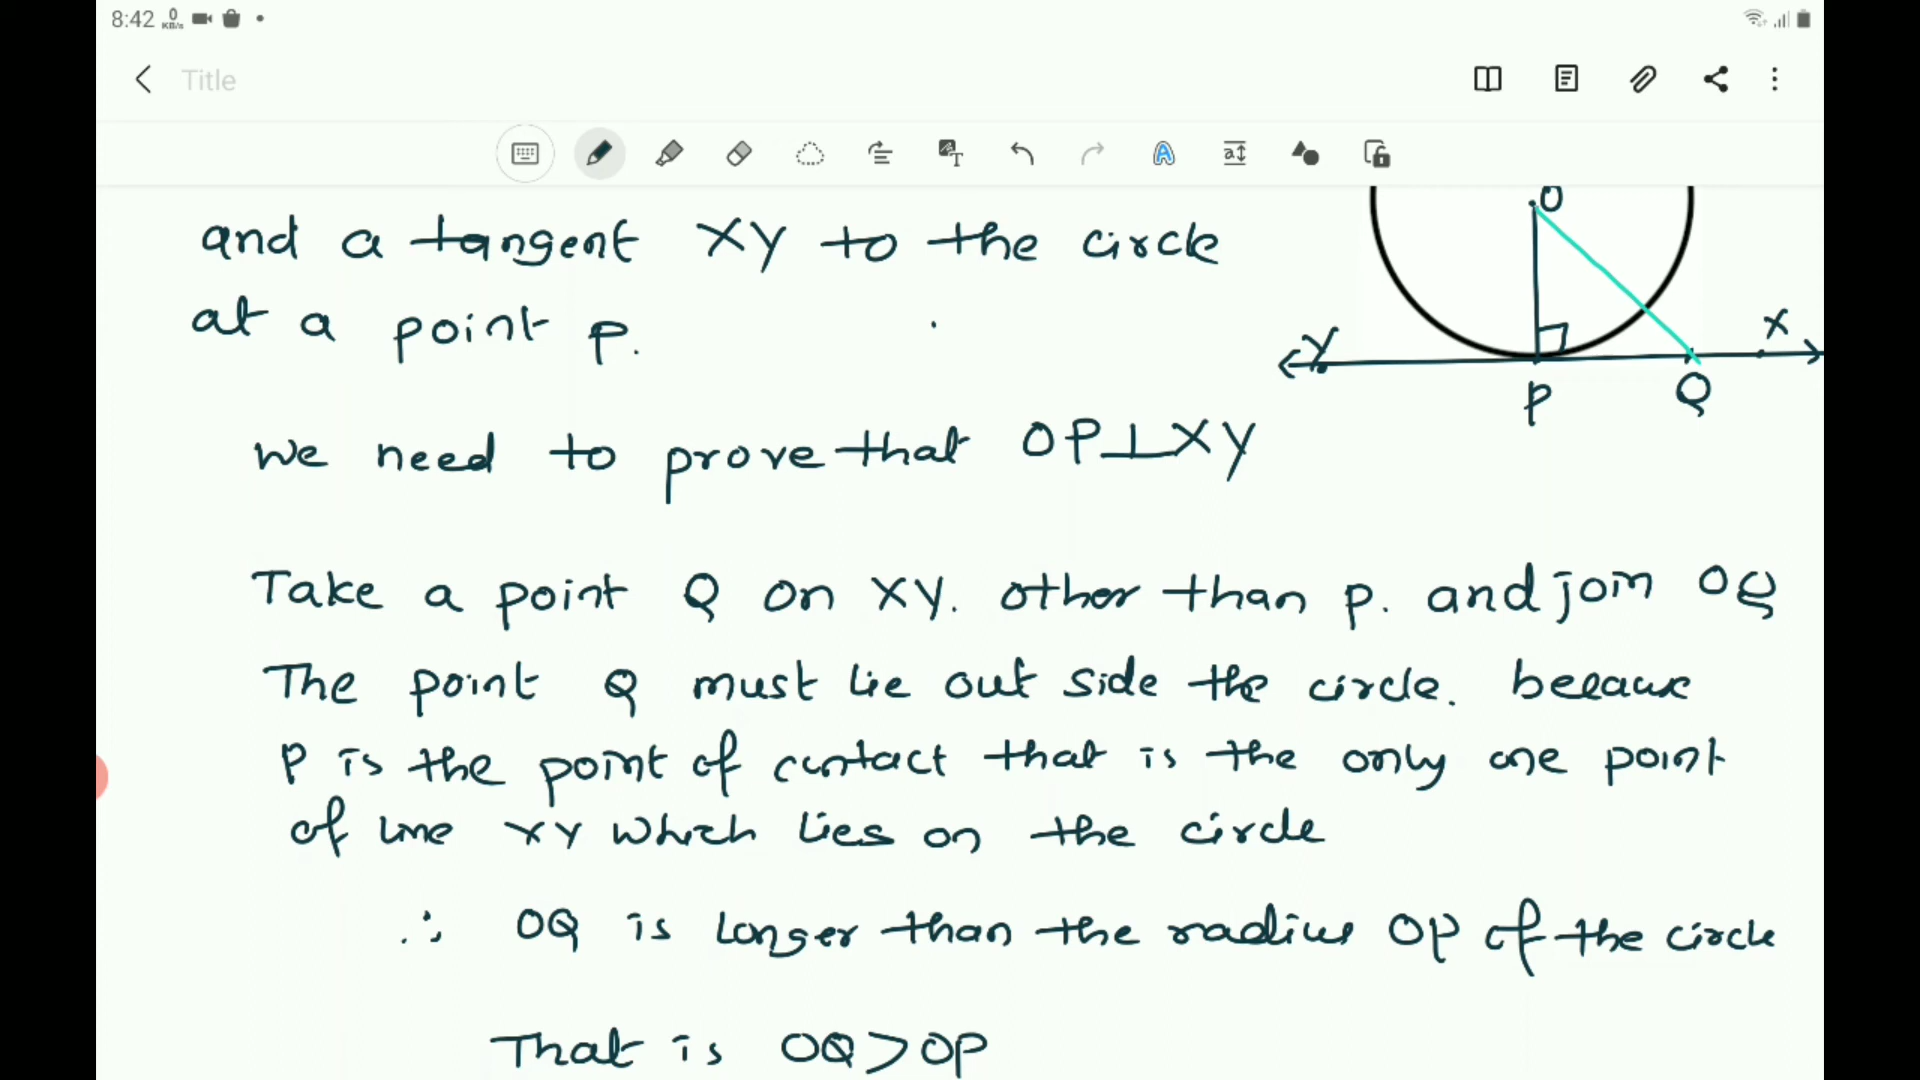 8:42 0 KB/s
Title
O
and a tangent XY to the circle
at a point p.
Y X
P Q
We need to prove that OP⊥XY
Take a point Q on XY. other than p. and join OQ
The point Q must lie out side the circle. because
P is the point of contact that is the only one point
of line XY which lies on the circle
∴ OQ is longer than the radius OP of the circle
That is OQ>OP